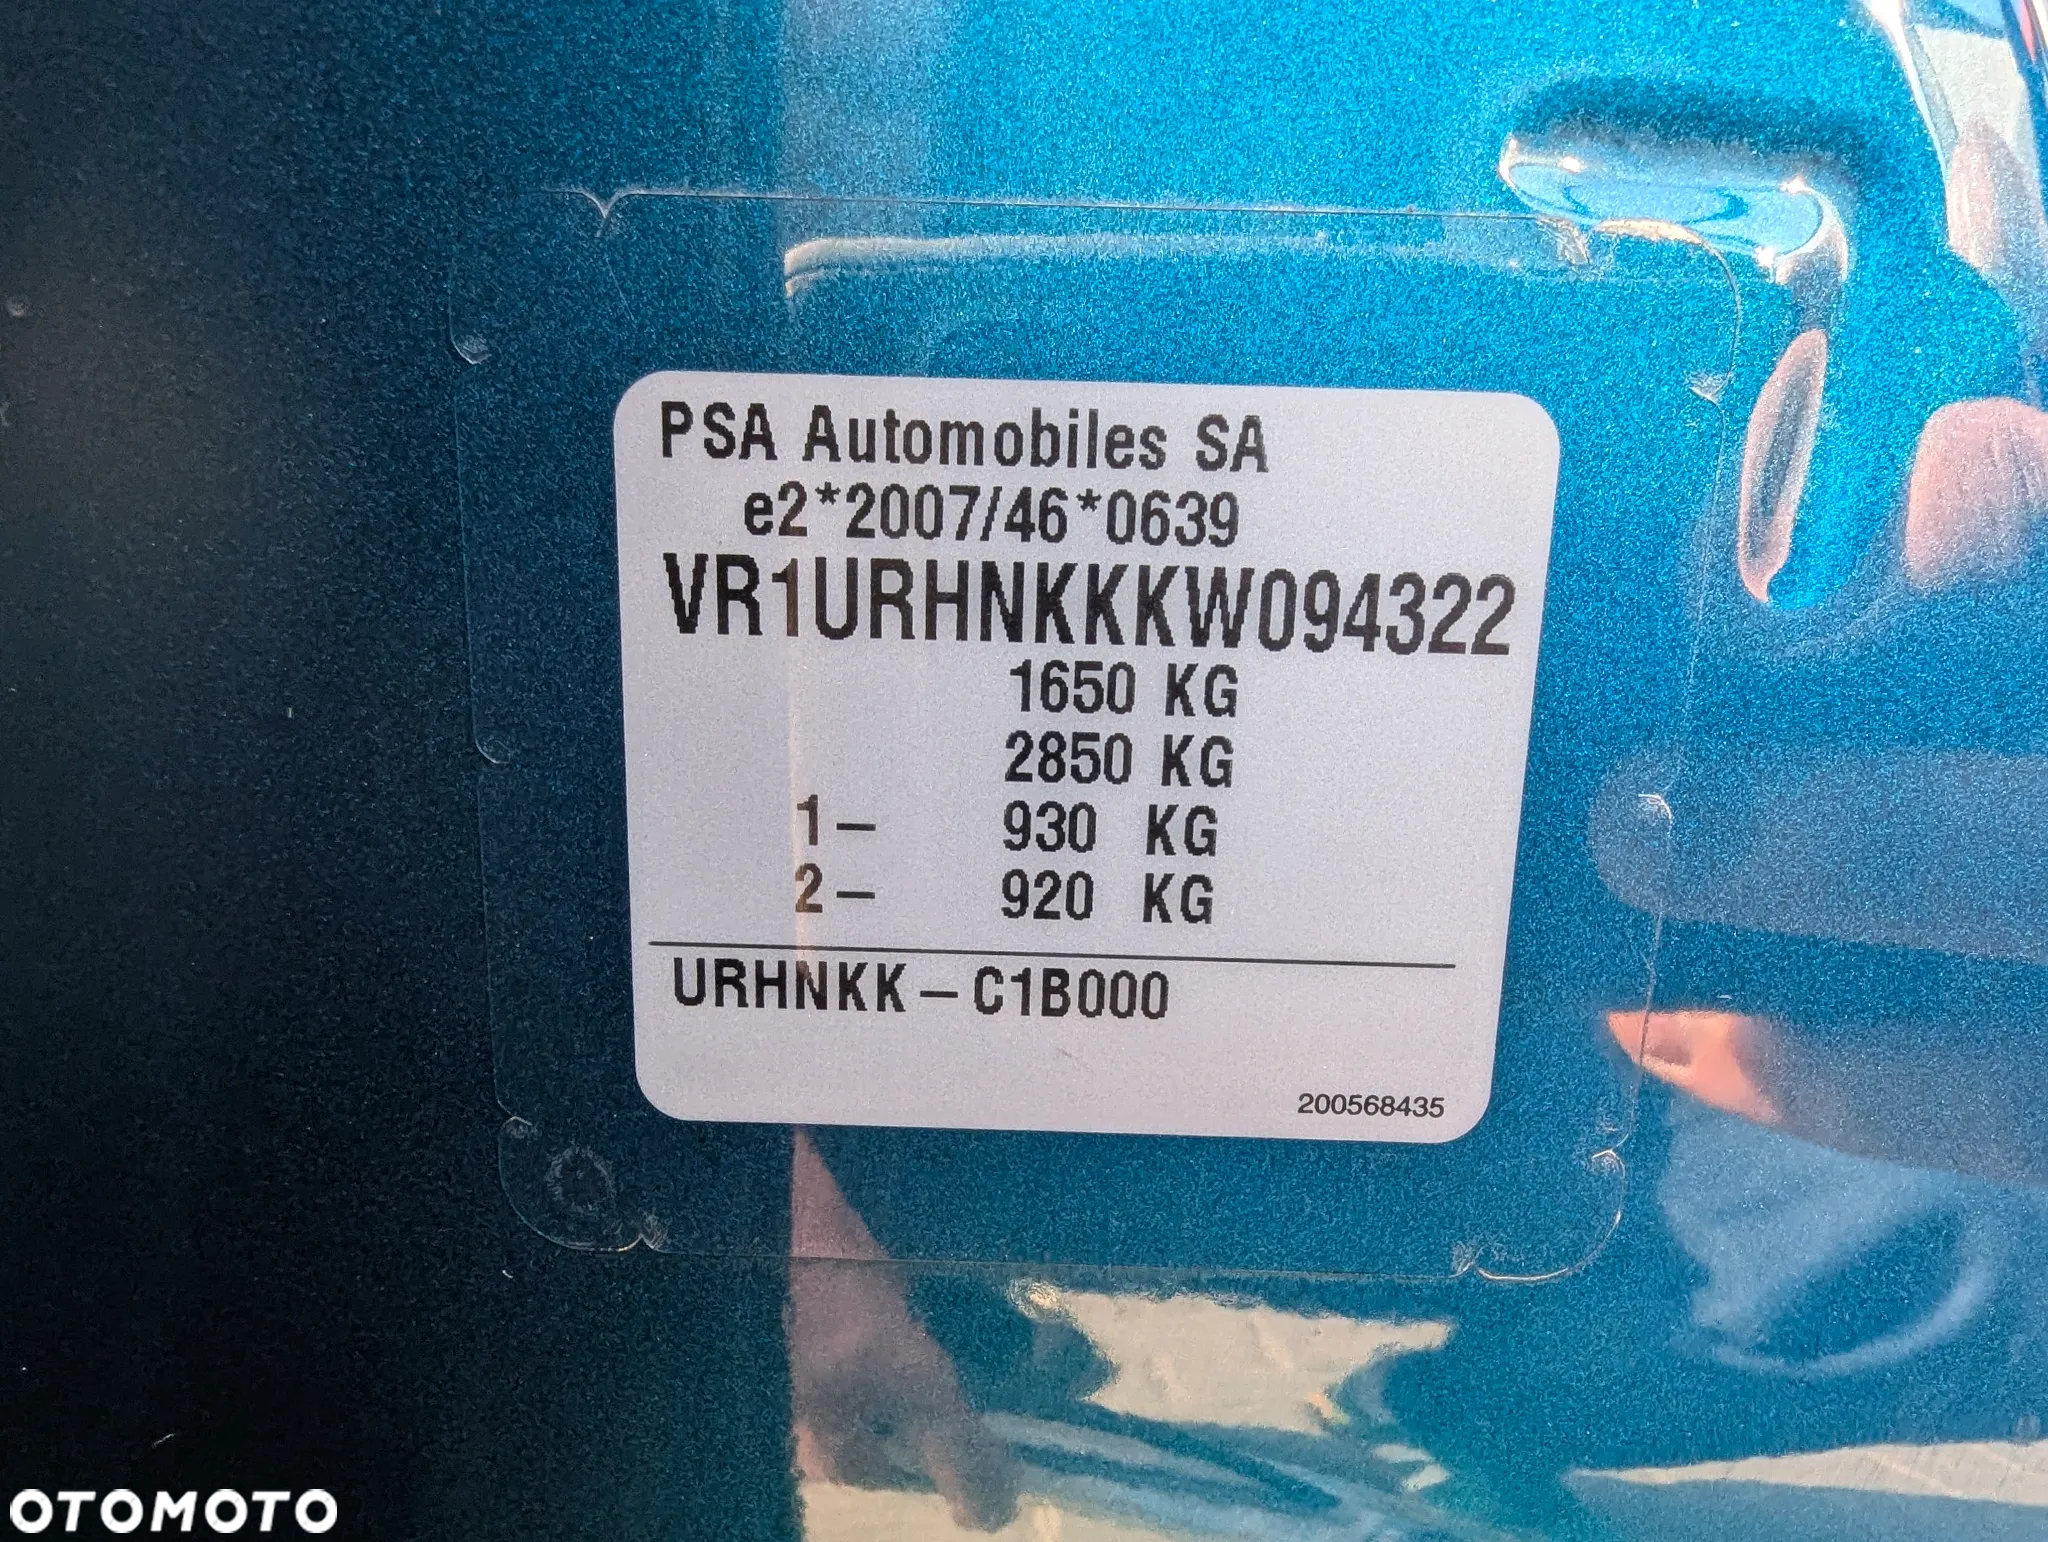 PSA Automobiles SA
e2*2007/46*0639
VR1URHNKKKW094322
1650 KG
2850 KG
1- 930 KG
2- 920 KG
URHNKK - C1B000
200568435
OTOMOTO